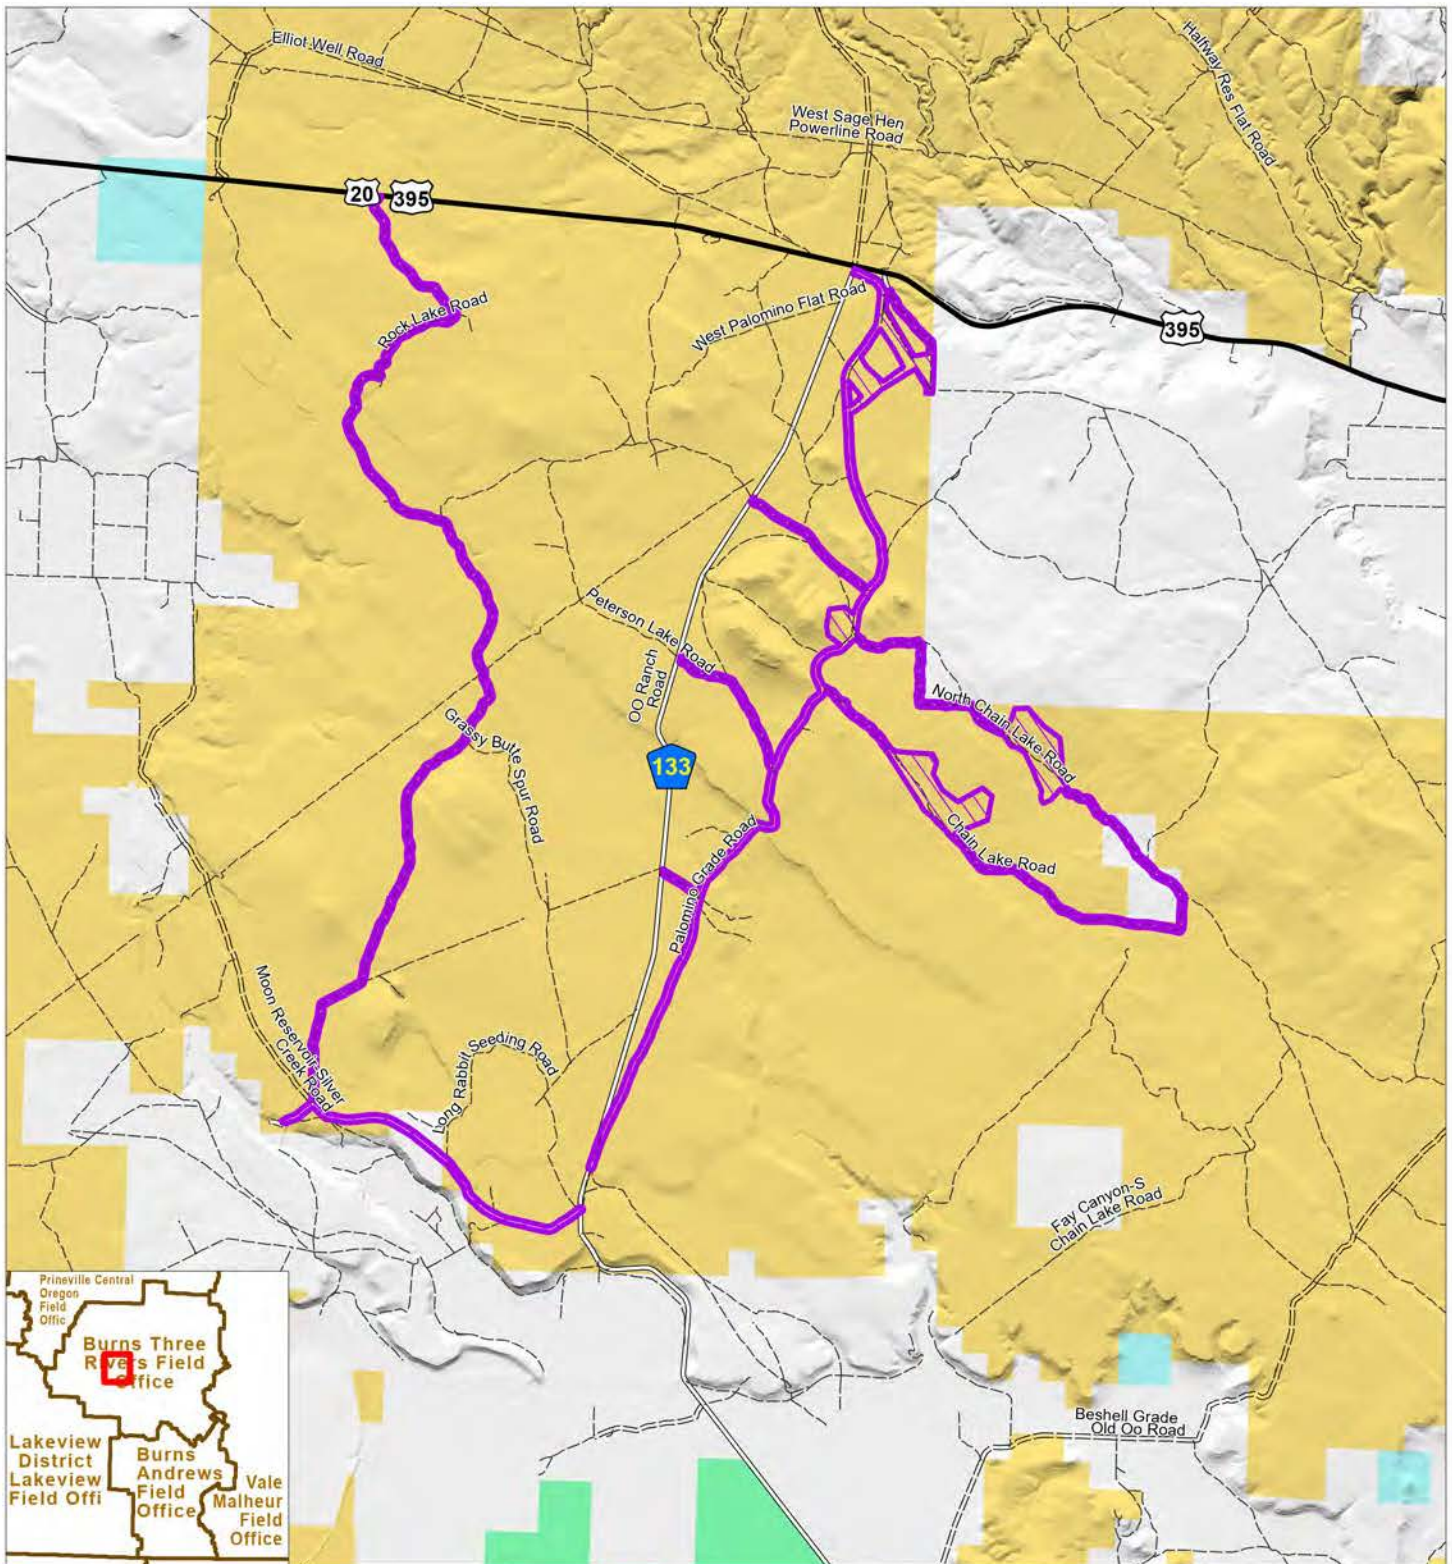 Elliot Well Road
Halfway Res Flat Road
West Sage Hen
Powerline Road
20
395
West Palomino Flat Road
Rock Lake Road
395
Peterson Lake Road
OO Ranch
Road
North Chain Lake Road
Grassy Butte Spur Road
133
Chain Lake Road
Palomino Grade Road
Moon Reservoir Silver
Creek Road
Long Rabbit Seeding Road
Fay Canyon-S
Chain Lake Road
Beshell Grade
Old Oo Road
Prineville Central
Oregon
Field
Offic
Burns Three
Rivers Field
Office
Lakeview
District
Lakeview
Field Offi
Burns
Andrews
Field
Office
Vale
Malheur
Field
Office